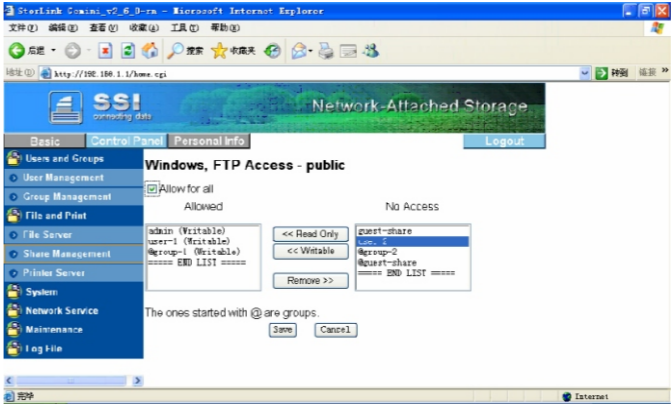 StorLink Gemini_v2_6_0-rm - Microsoft Internet Explorer
文件(F) 编辑(E) 查看(V) 收藏(A) 工具(T) 帮助(H)
后退 搜索 收藏夹
地址(D) http://192.168.1.1/home.cgi 转到 链接 »
SSI
connecting data
Network-Attached Storage
Basic Control Panel Personal Info Logout
Users and Groups
User Management
Group Management
File and Print
File Server
Share Management
Printer Server
System
Network Service
Maintenance
Log File
Windows, FTP Access - public
Allow for all
Allowed
No Access
admin (Writable)
user-1 (Writable)
@group-1 (Writable)
===== END LIST =====
<< Read Only
<< Writable
Remove >>
guest-share
user-2
@group-2
@guest-share
===== END LIST =====
The ones started with @ are groups.
Save Cancel
完毕 Internet